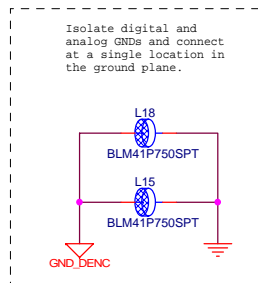 Isolate digital and
analog GNDs and connect
at a single location in
the ground plane.
L18
BLM41P750SPT
L15
BLM41P750SPT
GND_DENC